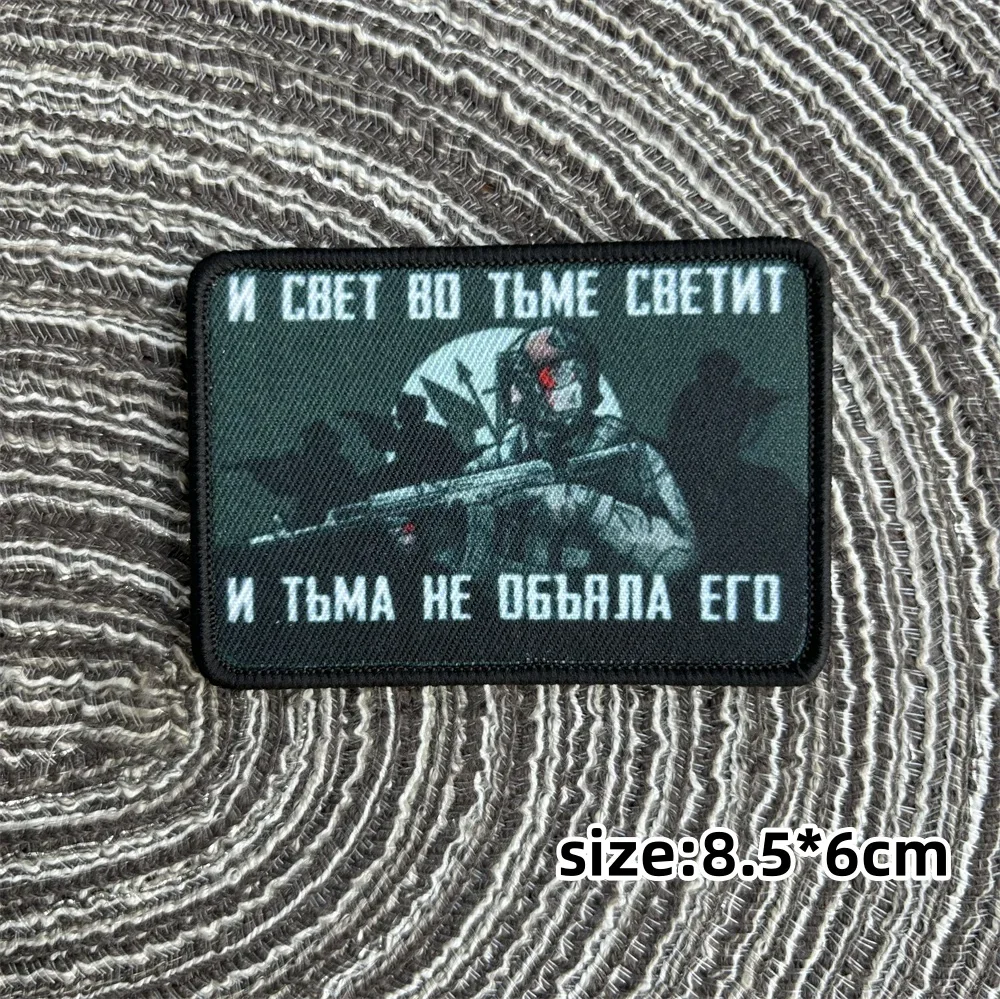 И СВЕТ ВО ТЬМЕ СВЕТИТ
И ТЬМА НЕ ОБЪЯЛА ЕГО
size:8.5*6cm